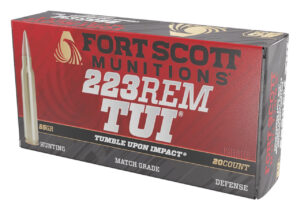 FORT SCOTT
MUNITIONS®
223REM
TUI®
TUMBLE UPON IMPACT®
HUNTING
20COUNT
MATCH GRADE
DEFENSE